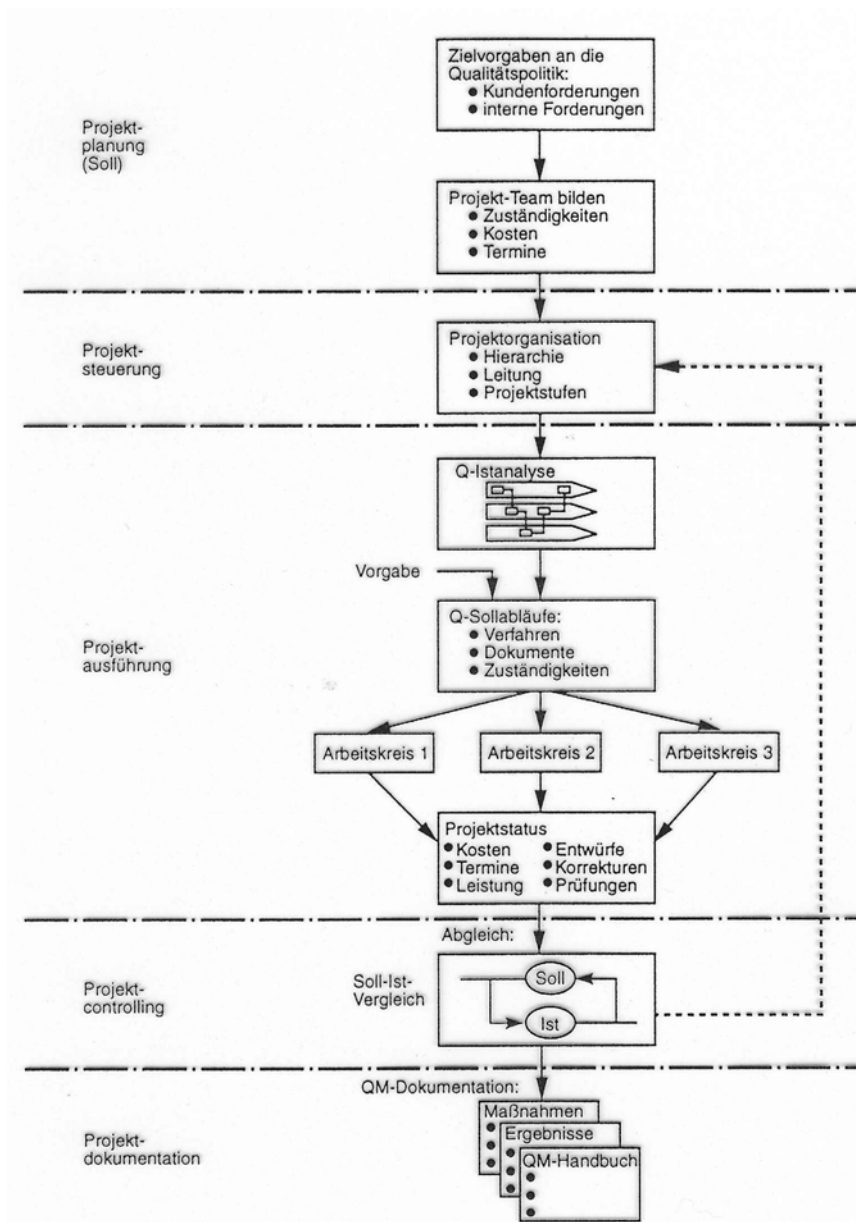 Zielvorgaben an die
Qualitätspolitik:
● Kundenforderungen
● interne Forderungen
Projekt-
planung
(Soll)
Projekt-Team bilden
● Zuständigkeiten
● Kosten
● Termine
Projekt-
steuerung
Projektorganisation
● Hierarchie
● Leitung
● Projektstufen
Q-Istanalyse
Vorgabe
Projekt-
ausführung
Q-Sollabläufe:
● Verfahren
● Dokumente
● Zuständigkeiten
Arbeitskreis 1
Arbeitskreis 2
Arbeitskreis 3
Projektstatus
● Kosten ● Entwürfe
● Termine ● Korrekturen
● Leistung ● Prüfungen
Abgleich:
Projekt-
controlling
Soll-Ist-
Vergleich
Soll
Ist
QM-Dokumentation:
Projekt-
dokumentation
Maßnahmen
Ergebnisse
QM-Handbuch